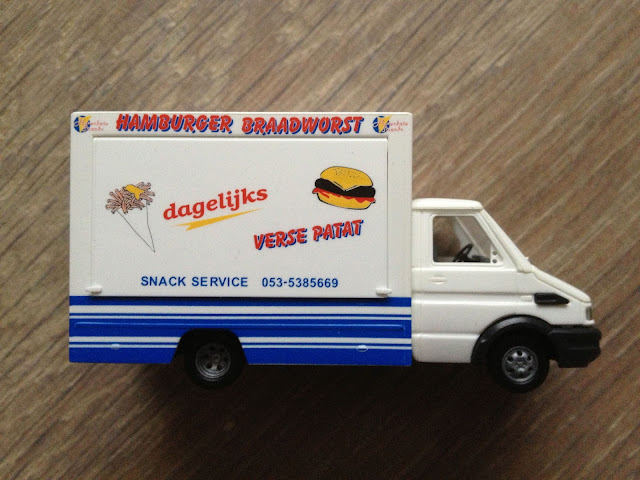 HAMBURGER BRAADWORST
dagelijks
VERSE PATAT
SNACK SERVICE 053-5385669